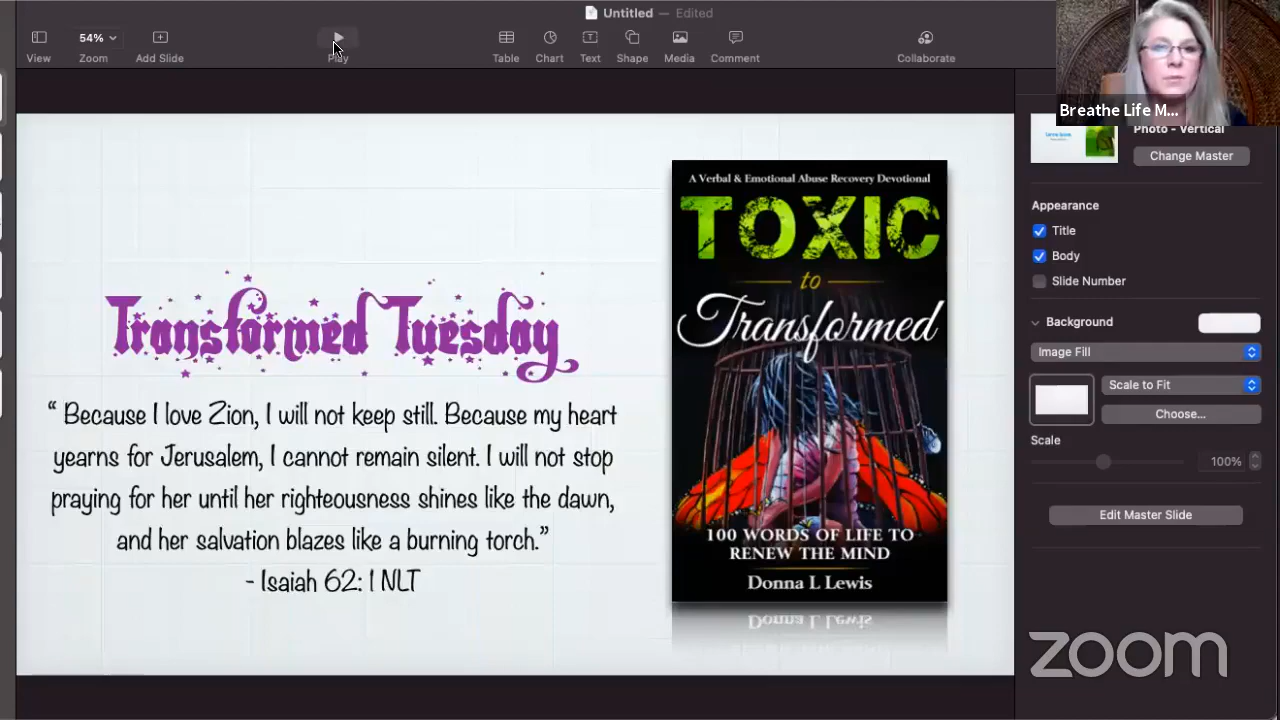 Untitled — Edited
View
54%
Zoom
Add Slide
Play
Table
Chart
Text
Shape
Media
Comment
Collaborate
Breathe Life M...
Photo - Vertical
Change Master
Appearance
Title
Body
Slide Number
Background
Image Fill
Scale to Fit
Choose...
Scale
100%
Edit Master Slide
zoom
Transformed Tuesday
“ Because I love Zion, I will not keep still. Because my heart
yearns for Jerusalem, I cannot remain silent. I will not stop
praying for her until her righteousness shines like the dawn,
and her salvation blazes like a burning torch.”
- Isaiah 62: 1 NLT
A Verbal & Emotional Abuse Recovery Devotional
TOXIC
to
Transformed
100 WORDS OF LIFE TO
RENEW THE MIND
Donna L Lewis
Donna L Lewis